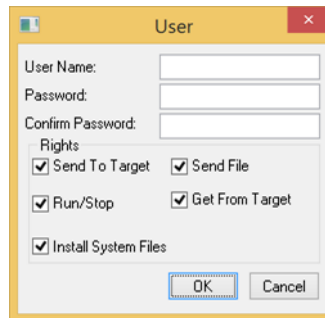 User
User Name:
Password:
Confirm Password:
Rights
Send To Target Send File
Run/Stop Get From Target
Install System Files
OK Cancel